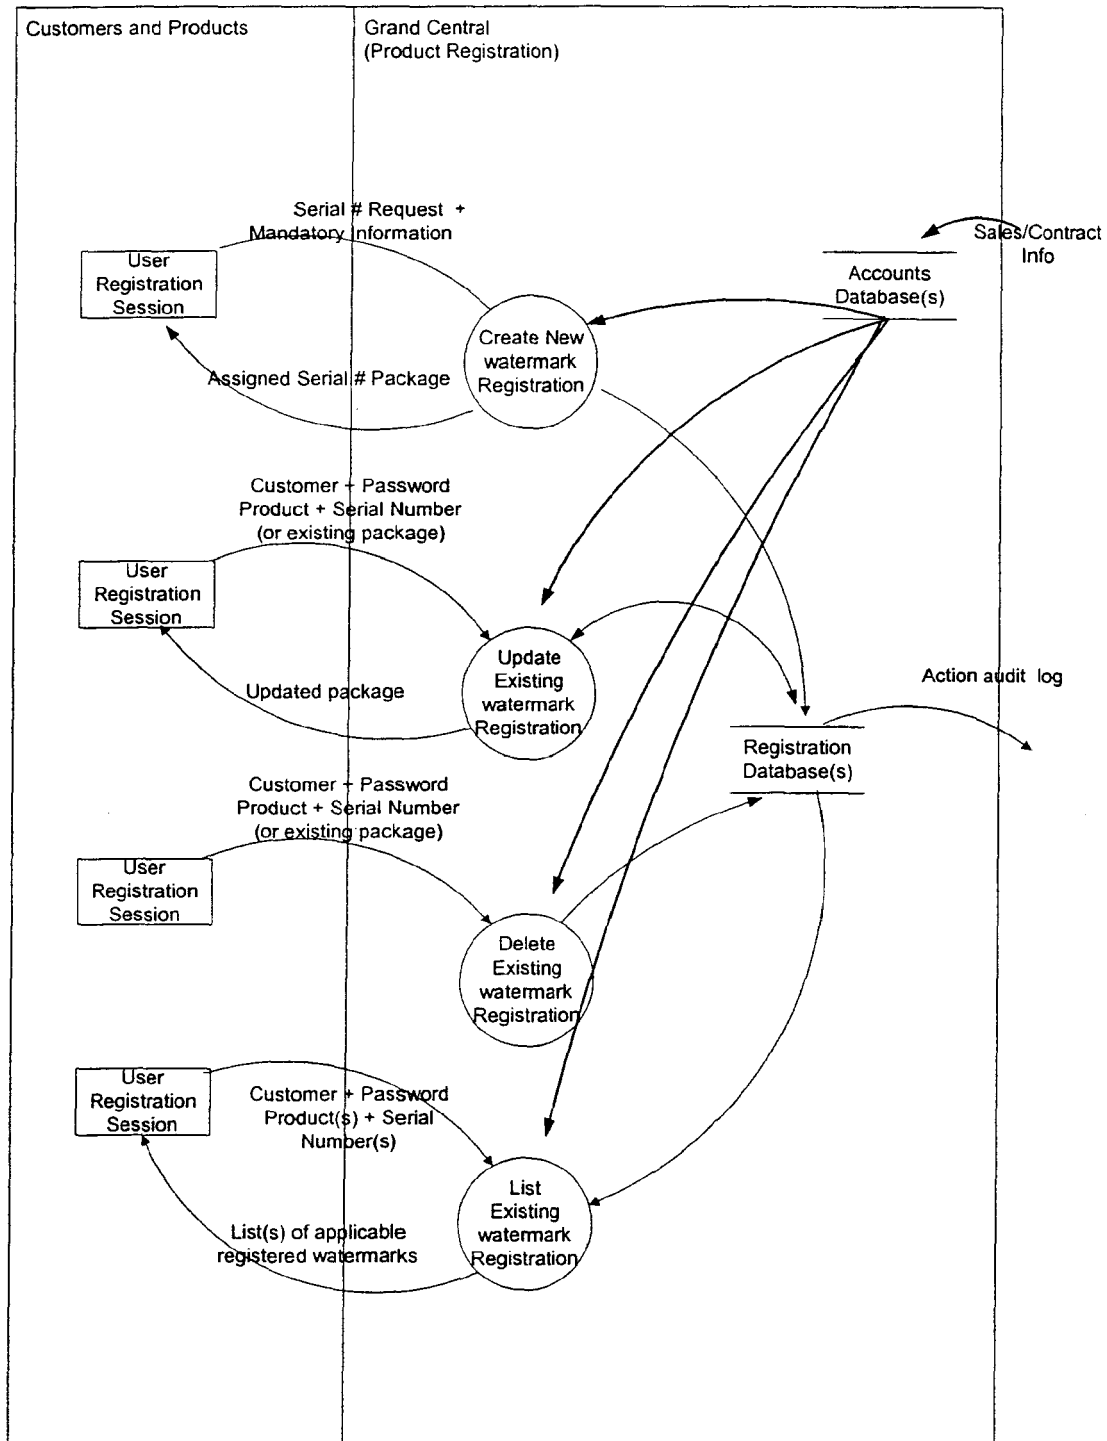 Customers and Products
Grand Central
(Product Registration)
Serial # Request +
Mandatory Information
User
Registration
Session
Sales/Contract
Info
Accounts
Database(s)
Create New
watermark
Registration
Assigned Serial # Package
Customer + Password
Product + Serial Number
(or existing package)
User
Registration
Session
Update
Existing
watermark
Registration
Updated package
Action audit log
Registration
Database(s)
Customer + Password
Product + Serial Number
(or existing package)
User
Registration
Session
Delete
Existing
watermark
Registration
User
Registration
Session
Customer + Password
Product(s) + Serial
Number(s)
List
Existing
watermark
Registration
List(s) of applicable
registered watermarks